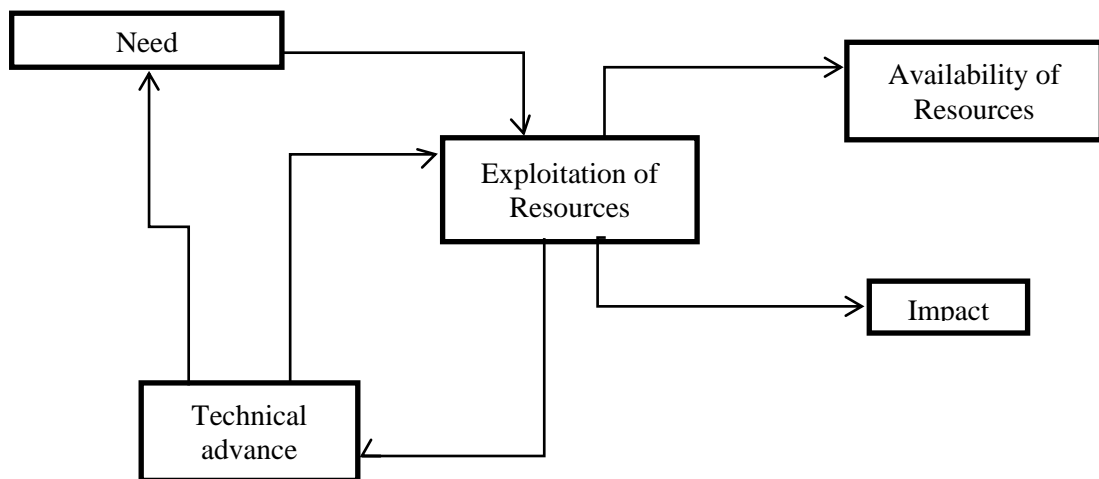 Need
Availability of
Resources
Exploitation of
Resources
Impact
Technical
advance